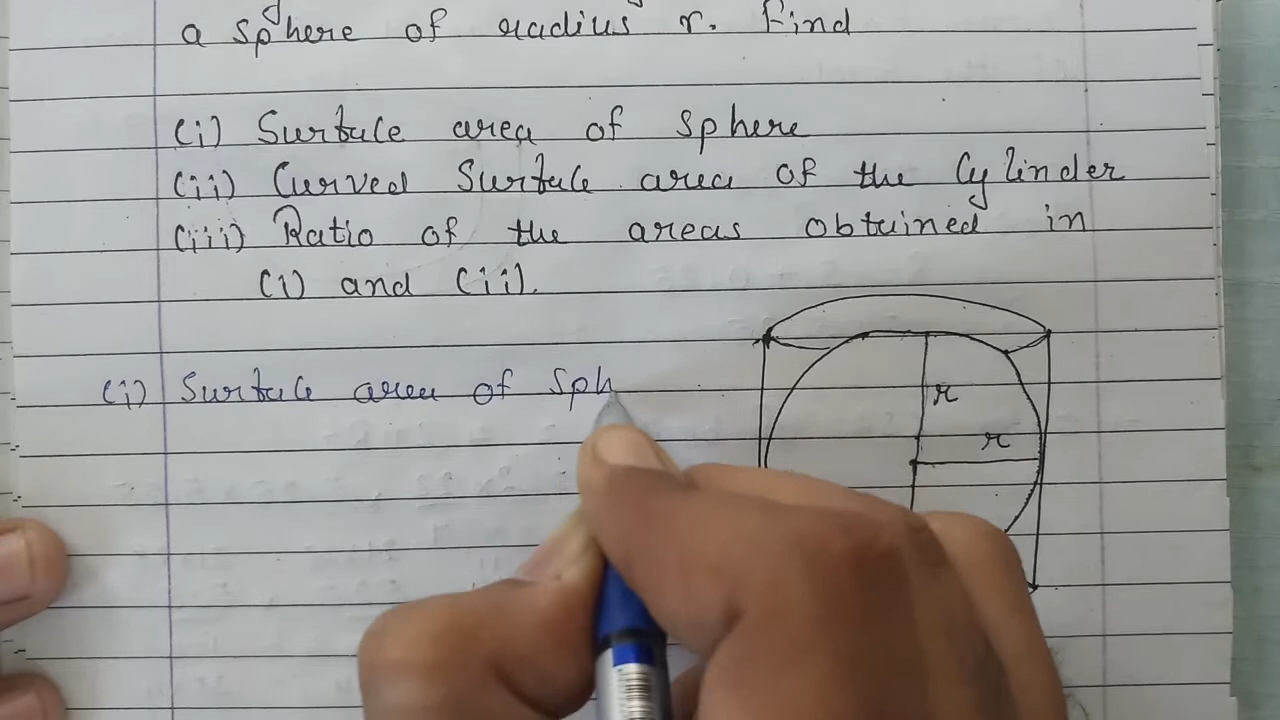 a sphere of radius r. Find
(i) Surface area of sphere
(ii) Curved Surface area of the Cylinder
(iii) Ratio of the areas obtained in
(i) and (ii).
(i) Surface area of Sph
r
r